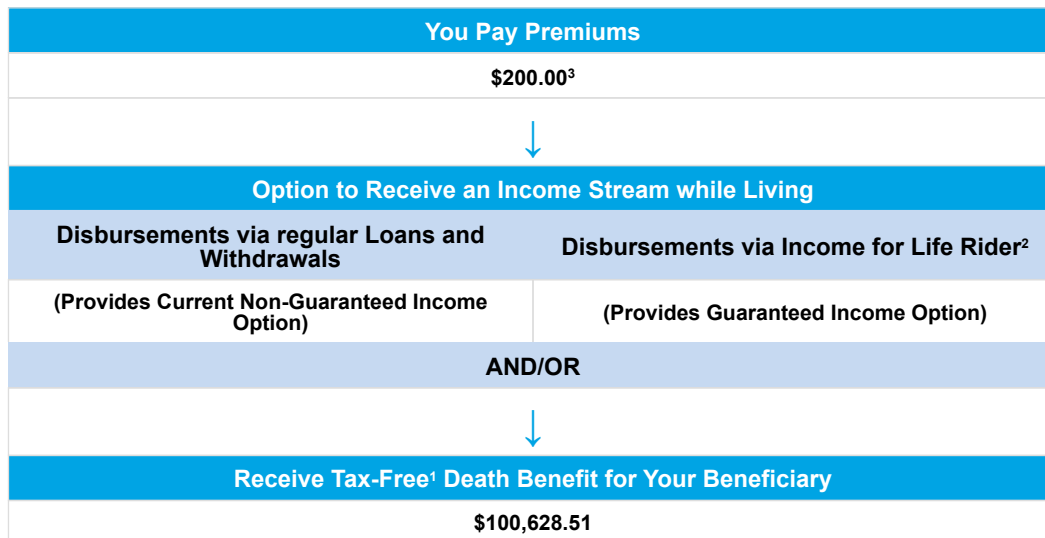 You Pay Premiums
$200.00³
↓
Option to Receive an Income Stream while Living
Disbursements via regular Loans and
Withdrawals
Disbursements via Income for Life Rider²
(Provides Current Non-Guaranteed Income
Option)
(Provides Guaranteed Income Option)
AND/OR
↓
Receive Tax-Free¹ Death Benefit for Your Beneficiary
$100,628.51